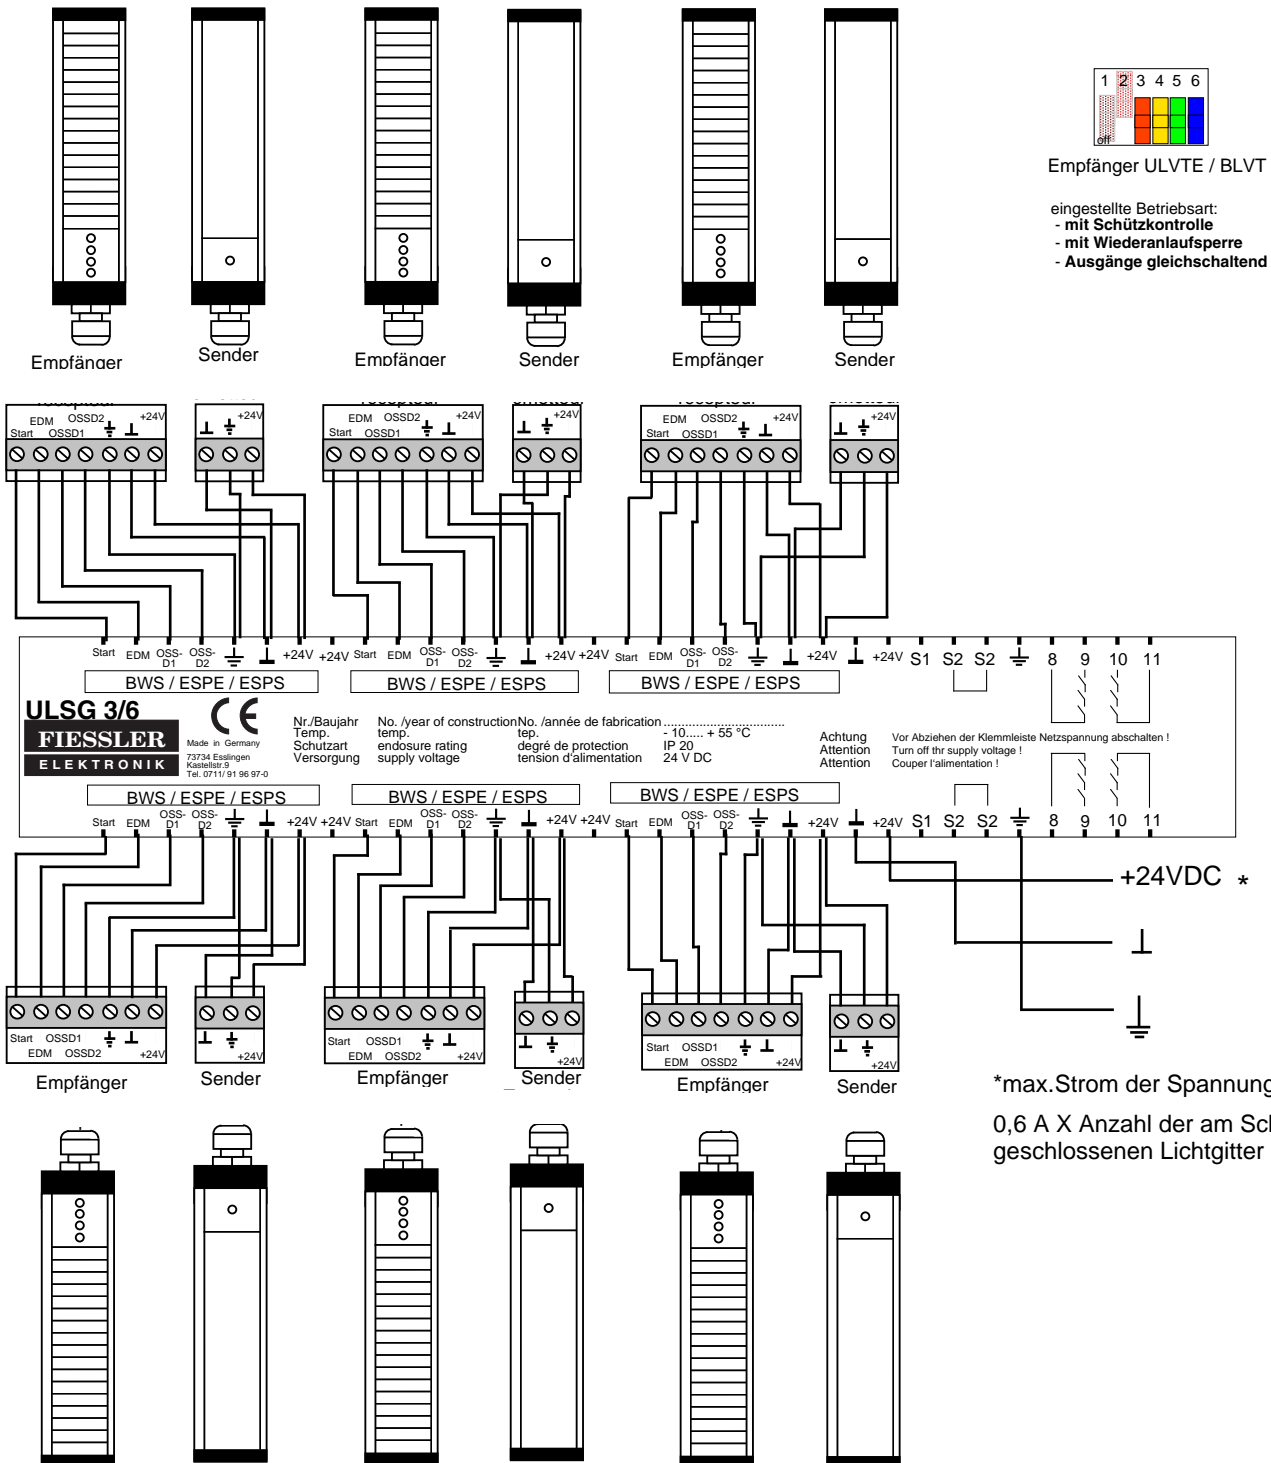 1 2 3 4 5 6
off
Empfänger ULVTE / BLVT
eingestellte Betriebsart:
- mit Schützkontrolle
- mit Wiederanlaufsperre
- Ausgänge gleichschaltend
Empfänger Sender Empfänger Sender Empfänger Sender
EDM OSSD2 +24V +24V EDM OSSD2 +24V +24V EDM OSSD2 +24V +24V
Start OSSD1 Start OSSD1 Start OSSD1
Start EDM OSS-D1 OSS-D2 +24V +24V Start EDM OSS-D1 OSS-D2 +24V +24V Start EDM OSS-D1 OSS-D2 +24V +24V S1 S2 S2 8 9 10 11
BWS / ESPE / ESPS BWS / ESPE / ESPS BWS / ESPE / ESPS
ULSG 3/6
FIESSLER
ELEKTRONIK
CE
Made in Germany
73734 Esslingen
Kastellstr.9
Tel. 0711/ 91 96 97-0
Nr./Baujahr No. /year of construction No. /année de fabrication ..................................
Temp. temp. tep. - 10..... + 55 °C
Schutzart endosure rating degré de protection IP 20
Versorgung supply voltage tension d'alimentation 24 V DC
Achtung Vor Abziehen der Klemmleiste Netzspannung abschalten !
Attention Turn off thr supply voltage !
Attention Couper l'alimentation !
BWS / ESPE / ESPS BWS / ESPE / ESPS BWS / ESPE / ESPS
Start EDM OSS-D1 OSS-D2 +24V +24V Start EDM OSS-D1 OSS-D2 +24V +24V Start EDM OSS-D1 OSS-D2 +24V +24V S1 S2 S2 8 9 10 11
+24VDC *
Start OSSD1 Start OSSD1 Start OSSD1
EDM OSSD2 +24V +24V EDM OSSD2 +24V +24V EDM OSSD2 +24V +24V
Empfänger Sender Empfänger Sender Empfänger Sender
*max.Strom der Spannung
0,6 A X Anzahl der am Sch
geschlossenen Lichtgitter